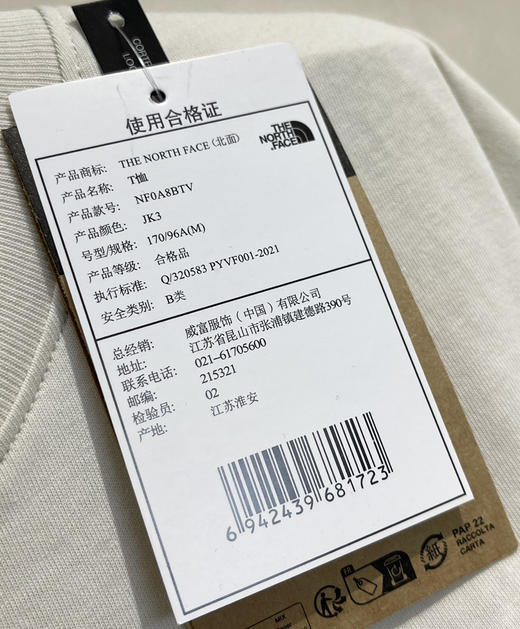 使用合格证
THE NORTH FACE
产品商标: THE NORTH FACE (北面)
产品名称: T恤
产品款号: NF0A8BTV
产品颜色: JK3
号型/规格: 170/96A(M)
产品等级: 合格品
执行标准: Q/320583 PYVF001-2021
安全类别: B类
总经销: 威富服饰（中国）有限公司
地址: 江苏省昆山市张浦镇建德路390号
联系电话: 021-61705600
邮编: 215321
检验员: 02
产地: 江苏淮安
6942439681723
PAP 22
RACCOLTA
CARTA
FR
紙
MIX